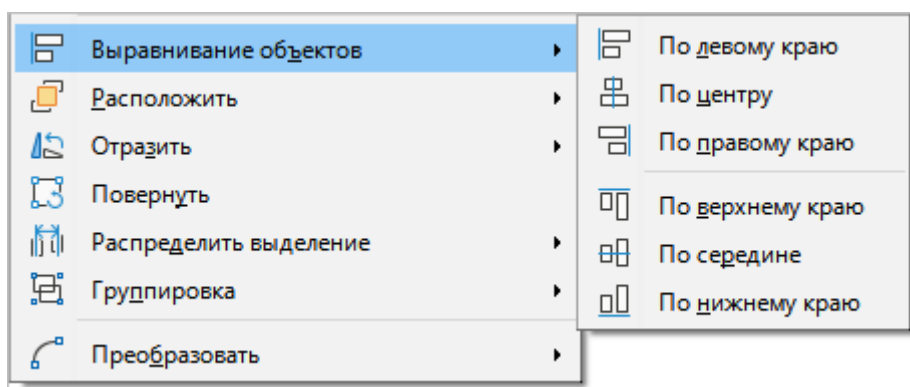 Выравнивание объектов
Расположить
Отразить
Повернуть
Распределить выделение
Группировка
Преобразовать
По левому краю
По центру
По правому краю
По верхнему краю
По середине
По нижнему краю